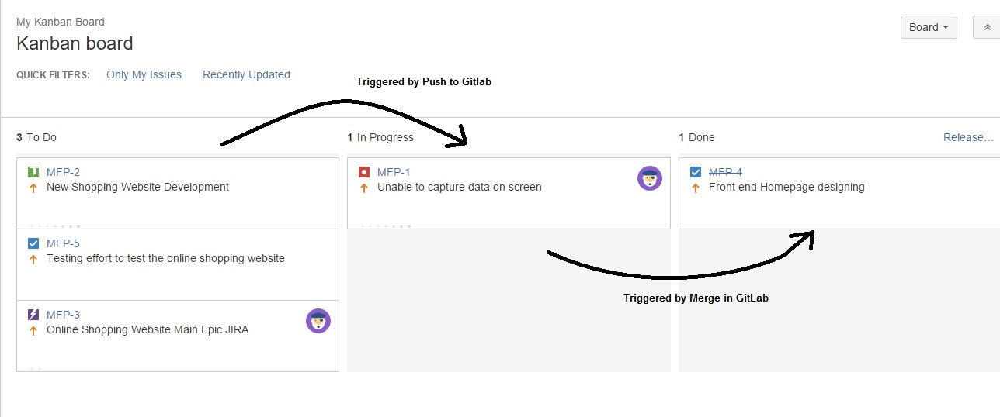 My Kanban Board
Kanban board
Board
QUICK FILTERS: Only My Issues Recently Updated
Triggered by Push to Gitlab
3 To Do
1 In Progress
1 Done
Release...
MFP-2
New Shopping Website Development
MFP-5
Testing effort to test the online shopping website
MFP-3
Online Shopping Website Main Epic JIRA
MFP-1
Unable to capture data on screen
MFP-4
Front end Homepage designing
Triggered by Merge in GitLab